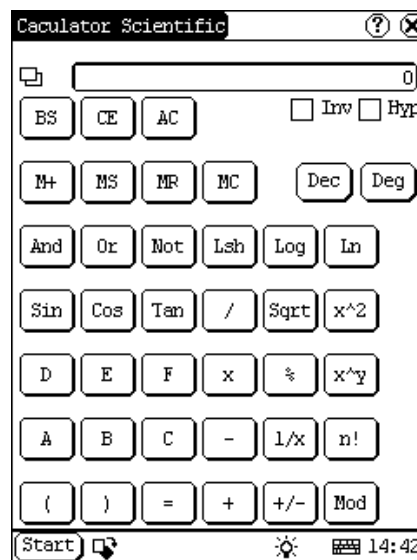 Caculator Scientific ?
0
BS CE AC Inv Hyp
M+ MS MR MC Dec Deg
And Or Not Lsh Log Ln
Sin Cos Tan / Sqrt x^2
D E F x % x^y
A B C - 1/x n!
( ) = + +/- Mod
Start 14:42